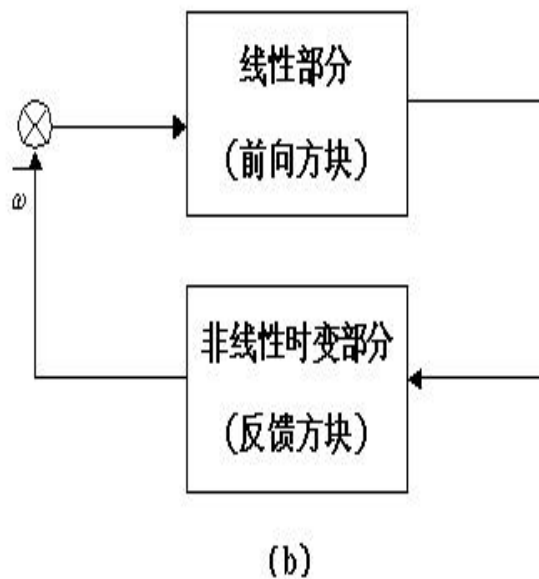 线性部分
(前向方块)
ω
非线性时变部分
(反馈方块)
(b)